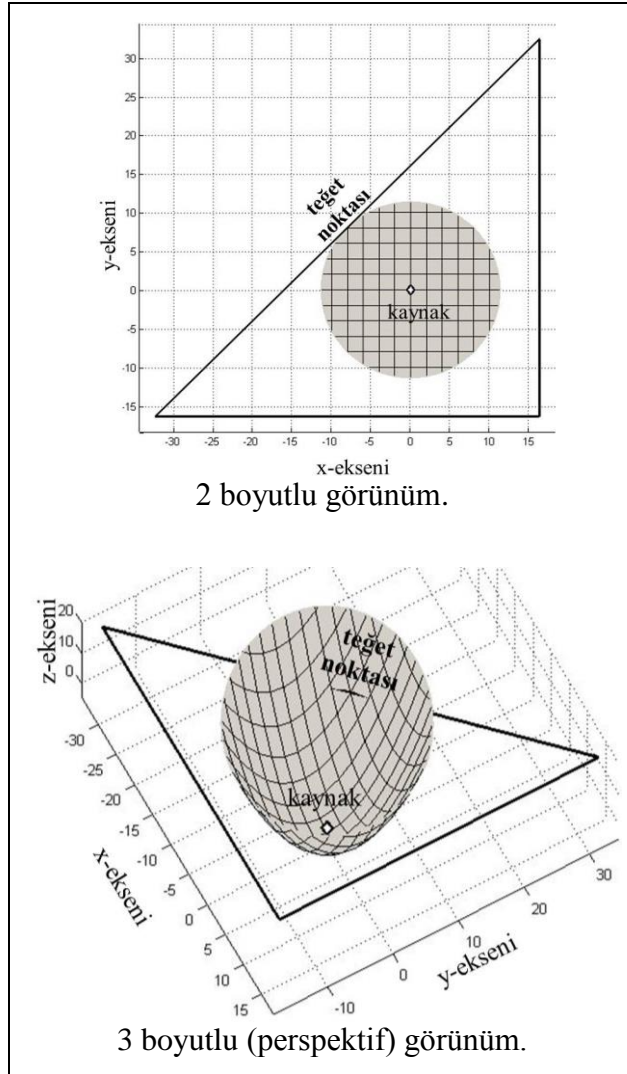 30
25
20
15
10
5
0
-5
-10
-15
-30 -25 -20 -15 -10 -5 0 5 10 15
y-ekseni
teğet
noktası
kaynak
x-ekseni
2 boyutlu görünüm.
z-ekseni
20
10
0
teğet
noktası
kaynak
-30
-25
-20
-15
-10
-5
0
5
10
15
x-ekseni
-10
0
10
20
30
y-ekseni
3 boyutlu (perspektif) görünüm.